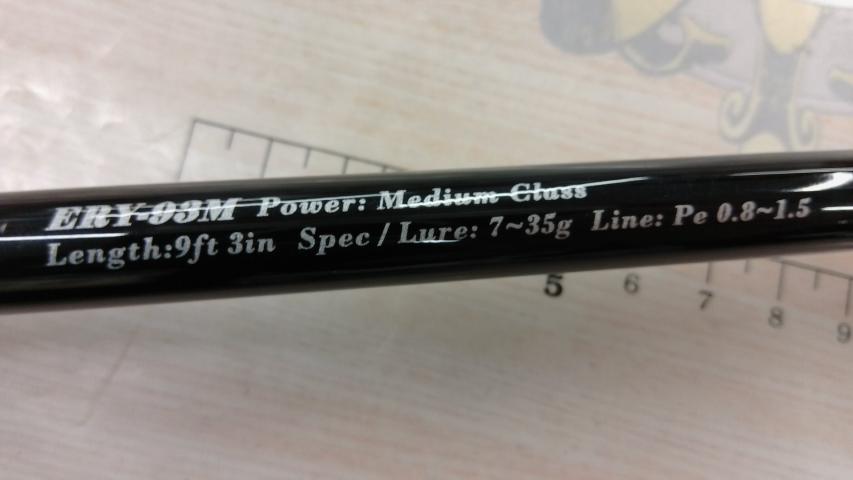 ERY-93M Power: Medium Class
Length:9ft 3in Spec / Lure: 7~35g Line: Pe 0.8~1.5
5 6 7 8 9